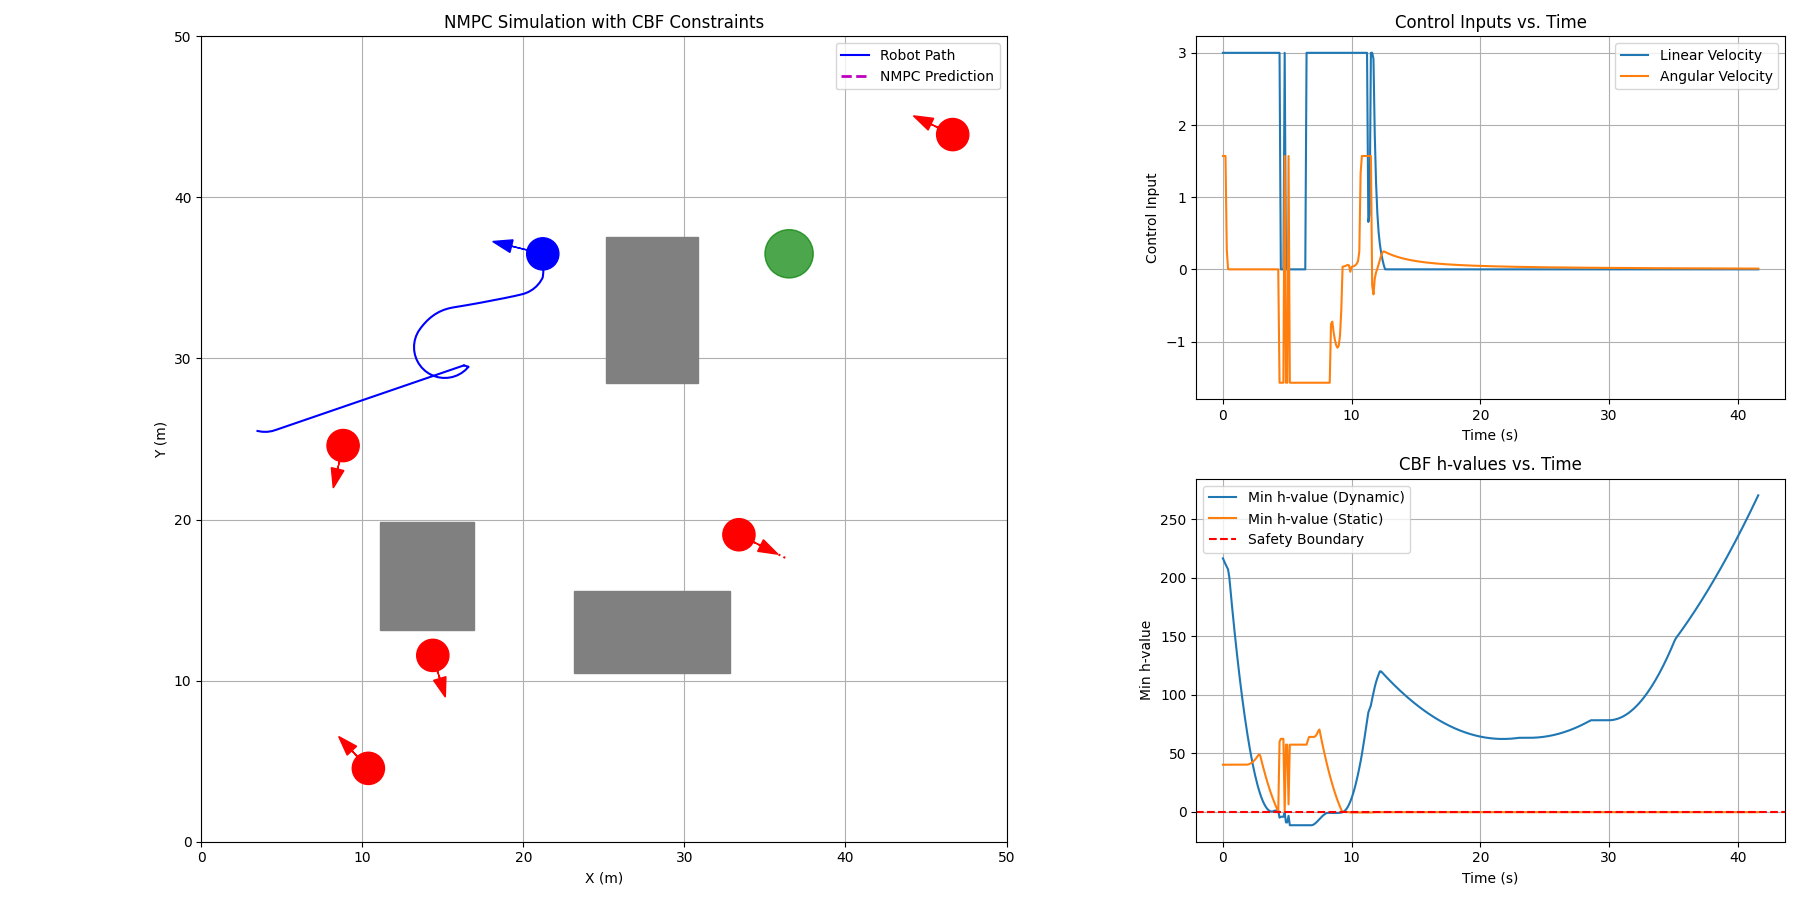 NMPC Simulation with CBF Constraints
50
40
30
20
10
0
Y (m)
Robot Path
NMPC Prediction
0 10 20 30 40 50
X (m)
Control Inputs vs. Time
3
2
1
0
−1
Control Input
Linear Velocity
Angular Velocity
0 10 20 30 40
Time (s)
CBF h-values vs. Time
250
200
150
100
50
0
Min h-value
Min h-value (Dynamic)
Min h-value (Static)
Safety Boundary
0 10 20 30 40
Time (s)